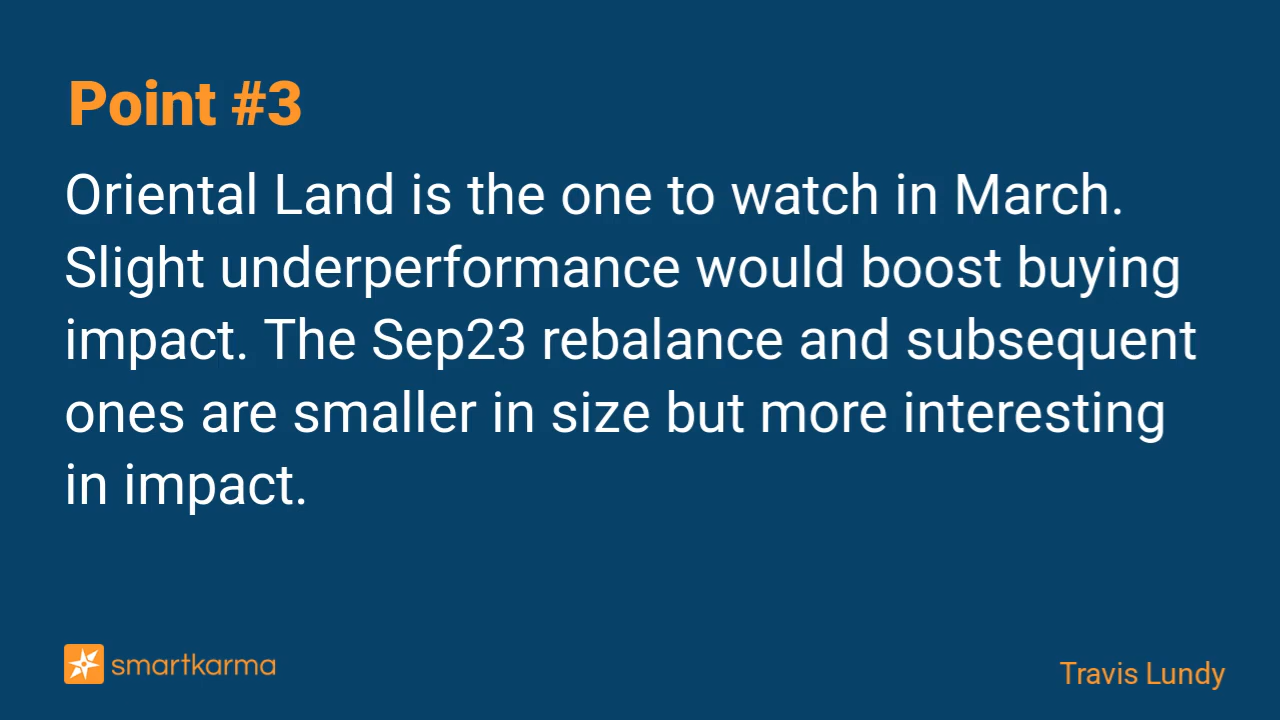 Point #3
Oriental Land is the one to watch in March.
Slight underperformance would boost buying
impact. The Sep23 rebalance and subsequent
ones are smaller in size but more interesting
in impact.
smartkarma
Travis Lundy